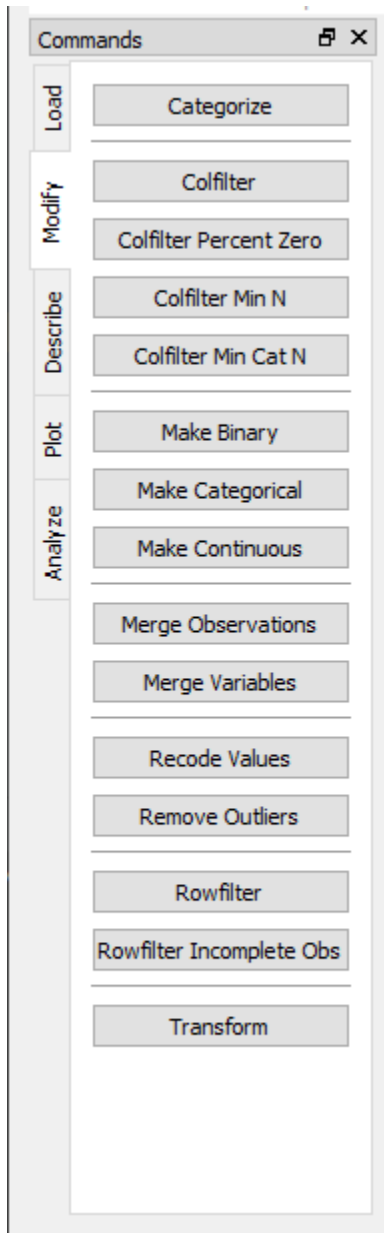 Commands
Load
Modify
Describe
Plot
Analyze
Categorize
Colfilter
Colfilter Percent Zero
Colfilter Min N
Colfilter Min Cat N
Make Binary
Make Categorical
Make Continuous
Merge Observations
Merge Variables
Recode Values
Remove Outliers
Rowfilter
Rowfilter Incomplete Obs
Transform